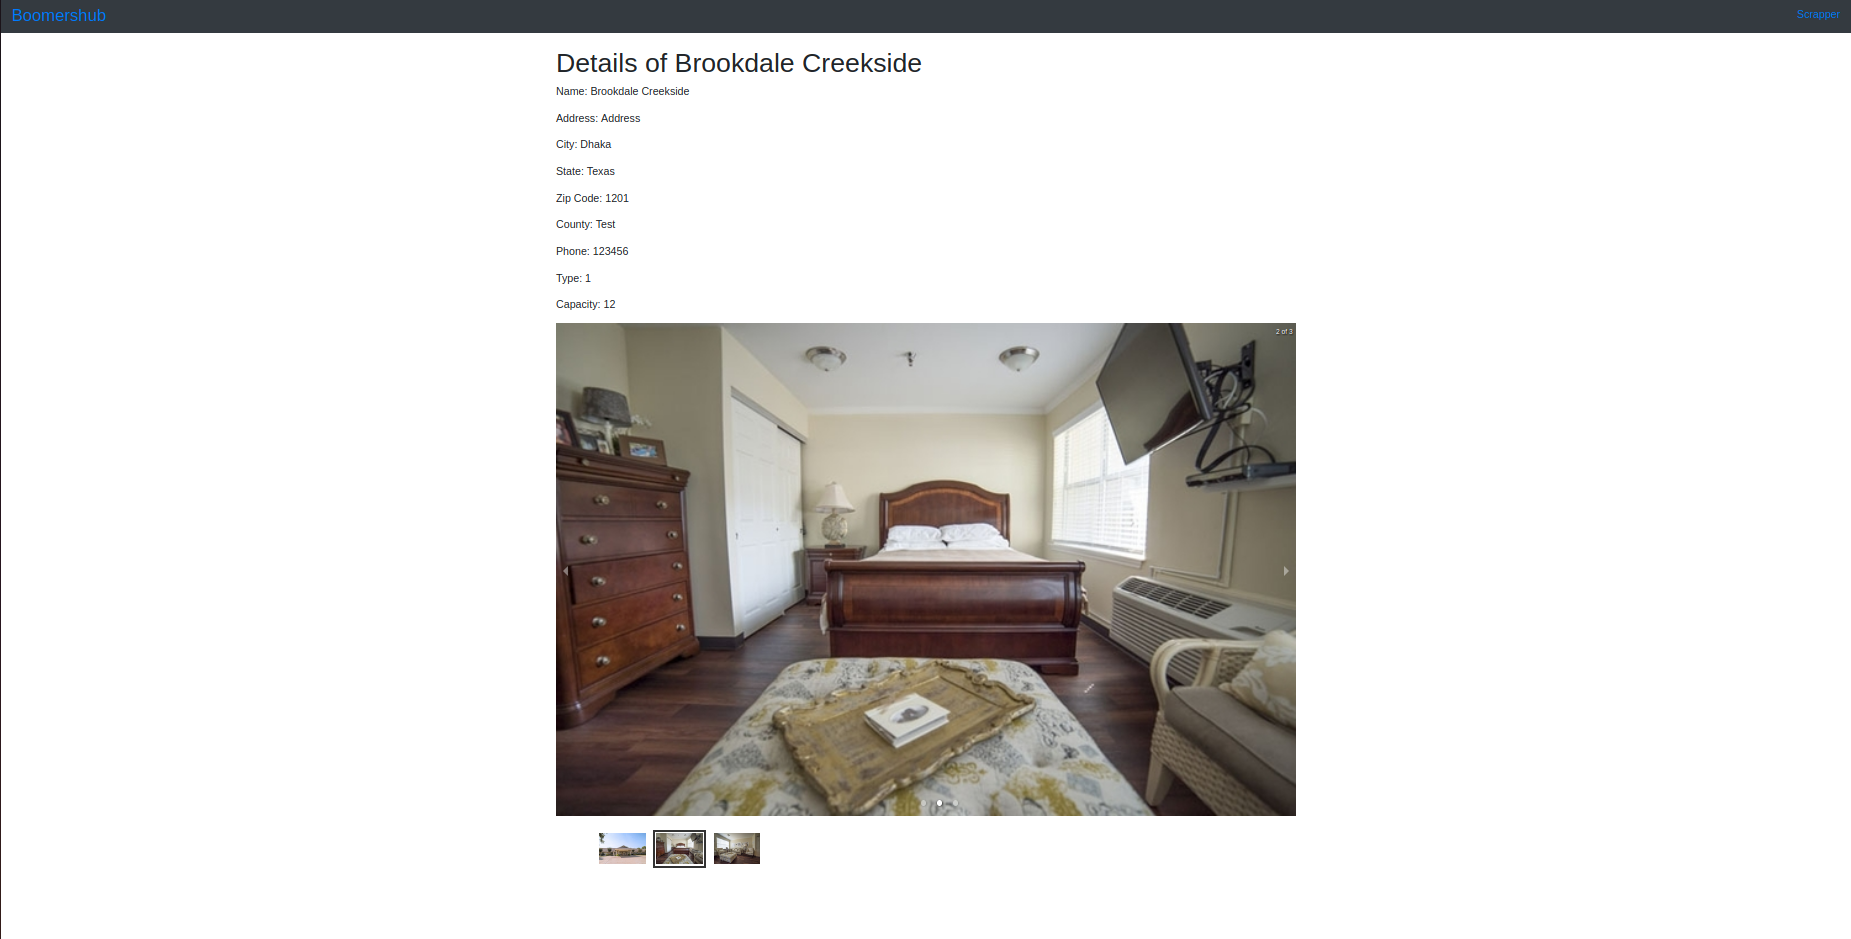 Boomershub
Scrapper
Details of Brookdale Creekside
Name: Brookdale Creekside
Address: Address
City: Dhaka
State: Texas
Zip Code: 1201
County: Test
Phone: 123456
Type: 1
Capacity: 12
2 of 3